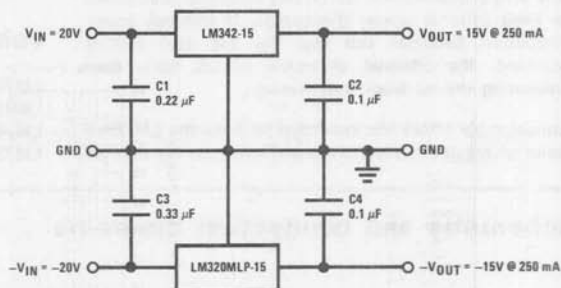 V_IN = 20V
LM342-15
V_OUT = 15V @ 250 mA
C1
0.22 µF
C2
0.1 µF
GND
GND
C3
0.33 µF
C4
0.1 µF
−V_IN = −20V
LM320MLP-15
−V_OUT = −15V @ 250 mA